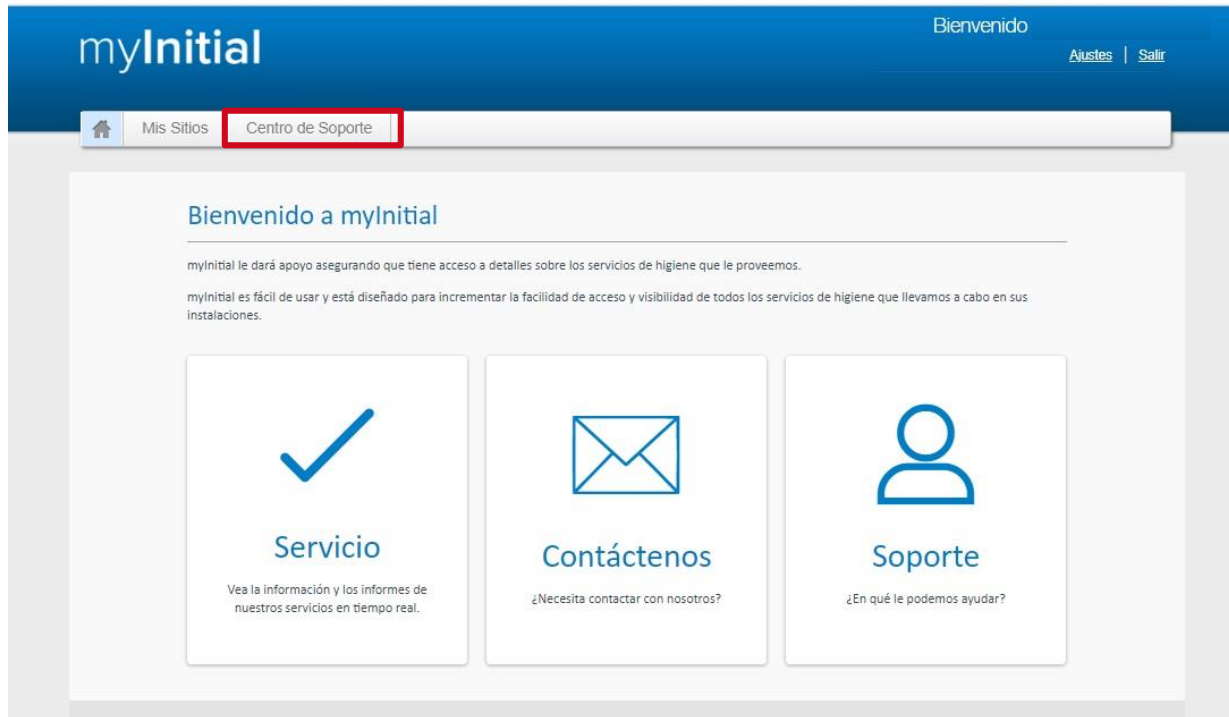 myInitial
Bienvenido
Ajustes | Salir
Mis Sitios
Centro de Soporte
Bienvenido a myInitial
myInitial le dará apoyo asegurando que tiene acceso a detalles sobre los servicios de higiene que le proveemos.
myInitial es fácil de usar y está diseñado para incrementar la facilidad de acceso y visibilidad de todos los servicios de higiene que llevamos a cabo en sus
instalaciones.
Servicio
Vea la información y los informes de
nuestros servicios en tiempo real.
Contáctenos
¿Necesita contactar con nosotros?
Soporte
¿En qué le podemos ayudar?